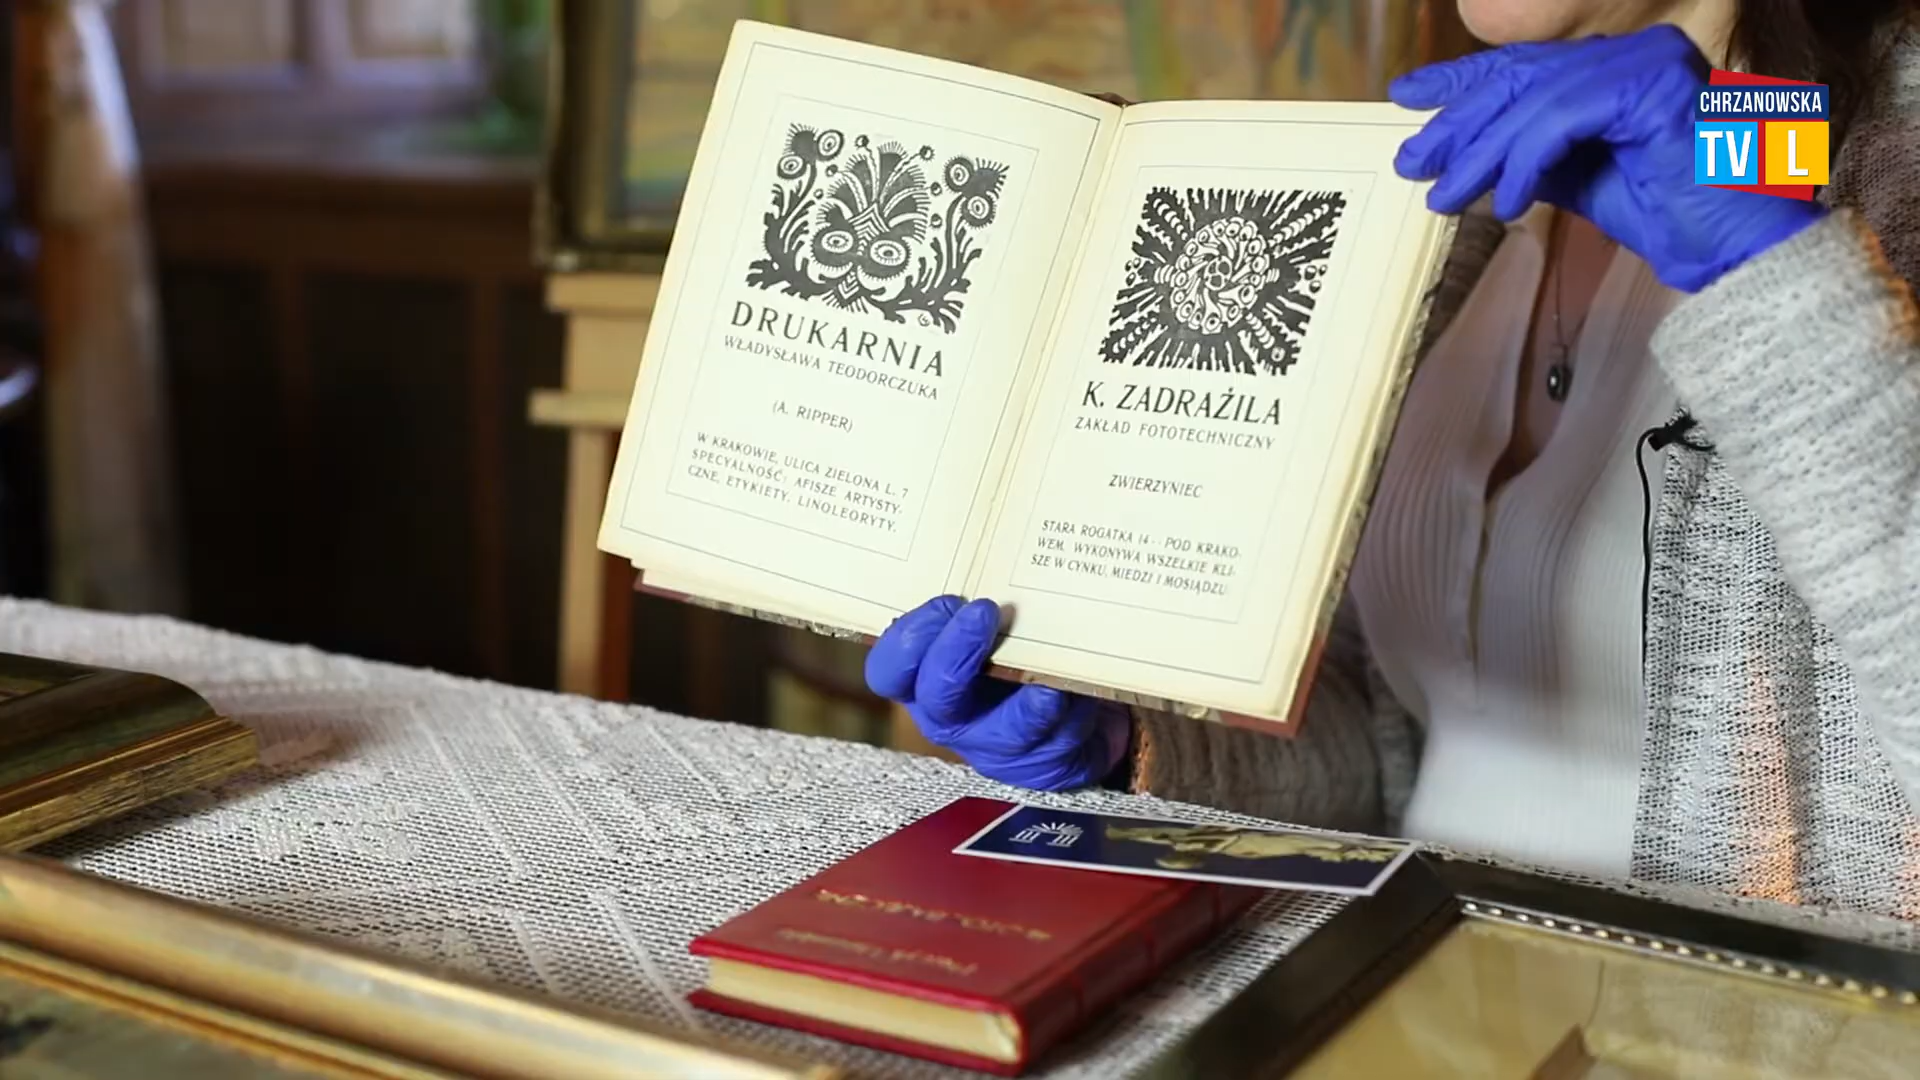 DRUKARNIA
WŁADYSŁAWA TEODORCZUKA
(A. RIPPER)
W KRAKOWIE, ULICA ZIELONA L. 7
SPECYALNOŚĆ: AFISZE ARTYSTY-
CZNE, ETYKIETY, LINOLEORYTY.
K. ZADRAŻILA
ZAKŁAD FOTOTECHNICZNY
ZWIERZYNIEC
STARA ROGATKA 14 -- POD KRAKO-
WEM. WYKONYWA WSZELKIE KLI-
SZE W CYNKU, MIEDZI I MOSIĄDZU
CHRZANOWSKA
TV L